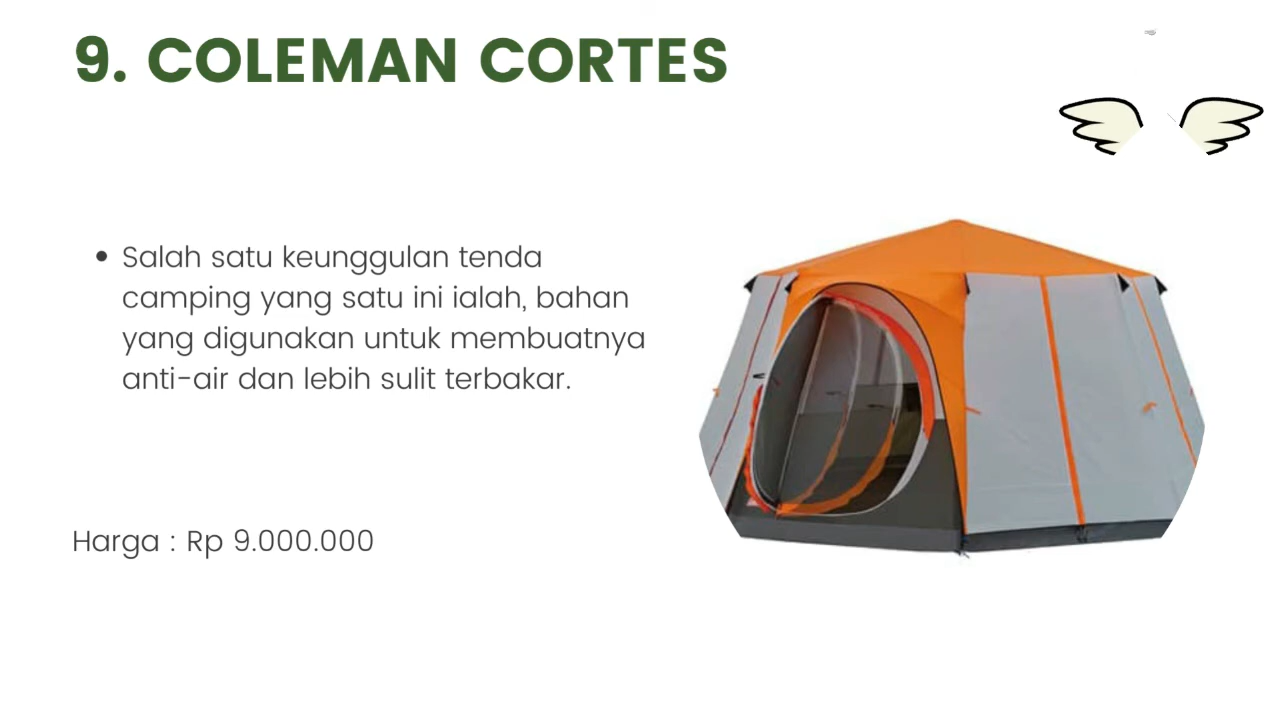 9. COLEMAN CORTES
• Salah satu keunggulan tenda
camping yang satu ini ialah, bahan
yang digunakan untuk membuatnya
anti-air dan lebih sulit terbakar.
Harga : Rp 9.000.000